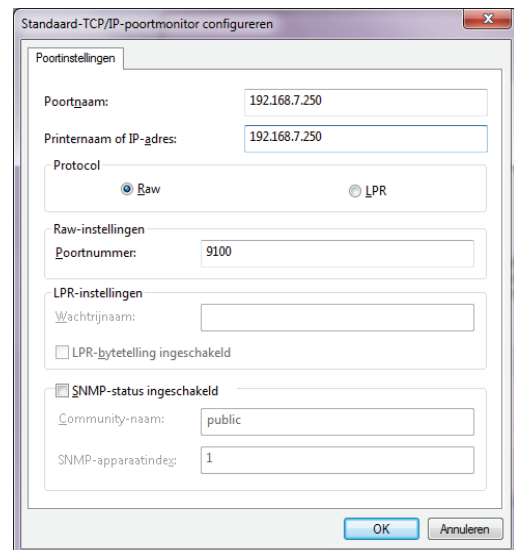 Standaard-TCP/IP-poortmonitor configureren
x
Poortinstellingen
Poortnaam: 192.168.7.250
Printernaam of IP-adres: 192.168.7.250
Protocol
Raw LPR
Raw-instellingen
Poortnummer: 9100
LPR-instellingen
Wachtrijnaam:
LPR-bytetelling ingeschakeld
SNMP-status ingeschakeld
Community-naam: public
SNMP-apparaatindex: 1
OK Annuleren